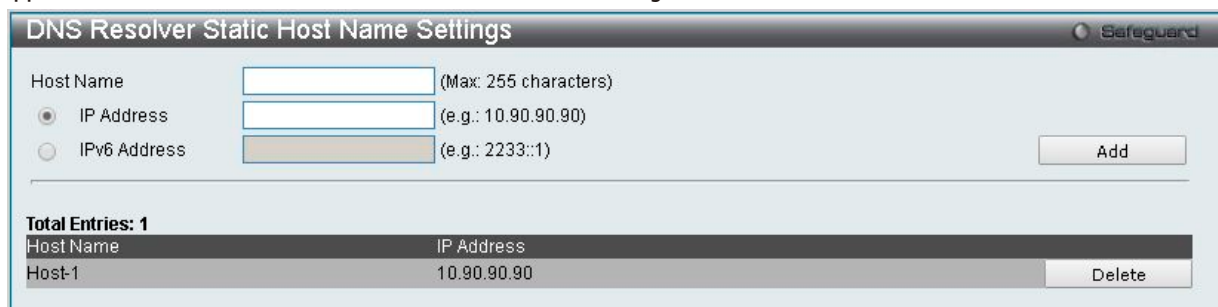 DNS Resolver Static Host Name Settings
Safeguard
Host Name (Max: 255 characters)
IP Address (e.g.: 10.90.90.90)
IPv6 Address (e.g.: 2233::1) Add
Total Entries: 1
Host Name IP Address
Host-1 10.90.90.90 Delete